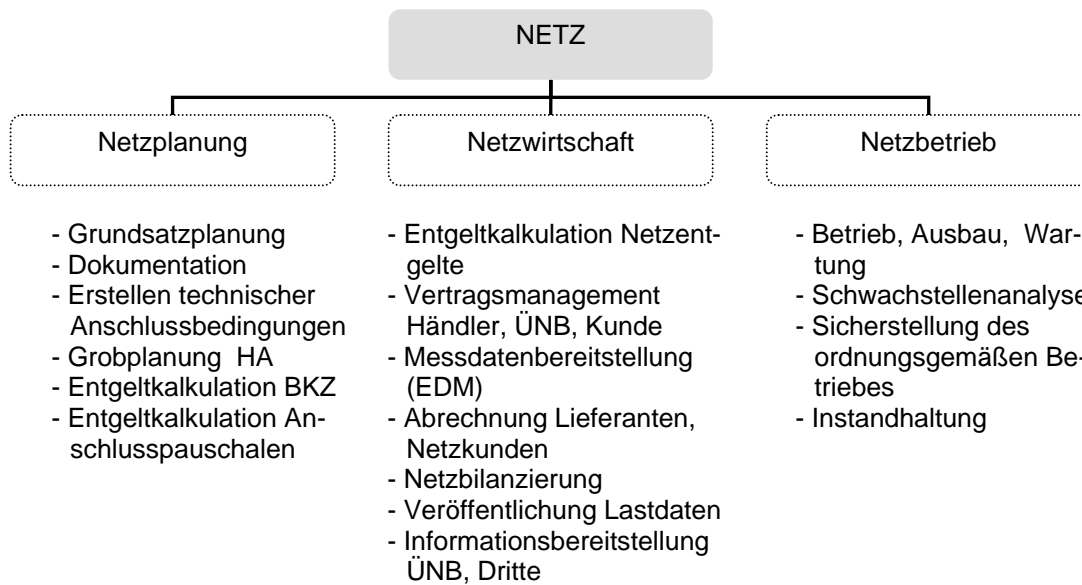 NETZ
Netzplanung
- Grundsatzplanung
- Dokumentation
- Erstellen technischer
Anschlussbedingungen
- Grobplanung HA
- Entgeltkalkulation BKZ
- Entgeltkalkulation An-
schlusspauschalen
Netzwirtschaft
- Entgeltkalkulation Netzent-
gelte
- Vertragsmanagement
Händler, ÜNB, Kunde
- Messdatenbereitstellung
(EDM)
- Abrechnung Lieferanten,
Netzkunden
- Netzbilanzierung
- Veröffentlichung Lastdaten
- Informationsbereitstellung
ÜNB, Dritte
Netzbetrieb
- Betrieb, Ausbau, War-
tung
- Schwachstellenanalyse
- Sicherstellung des
ordnungsgemäßen Be-
triebes
- Instandhaltung